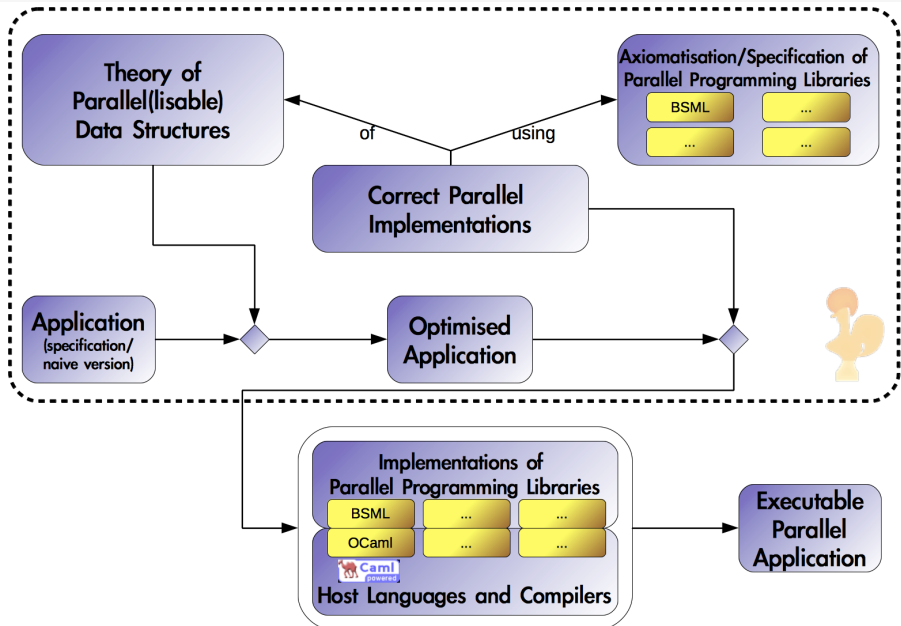 Theory of
Parallel(lisable)
Data Structures
Axiomatisation/Specification of
Parallel Programming Libraries
BSML
...
...
...
of
using
Correct Parallel
Implementations
Application
(specification/
naive version)
Optimised
Application
Implementations of
Parallel Programming Libraries
BSML
...
...
OCaml
...
...
Caml
powered
Host Languages and Compilers
Executable
Parallel
Application